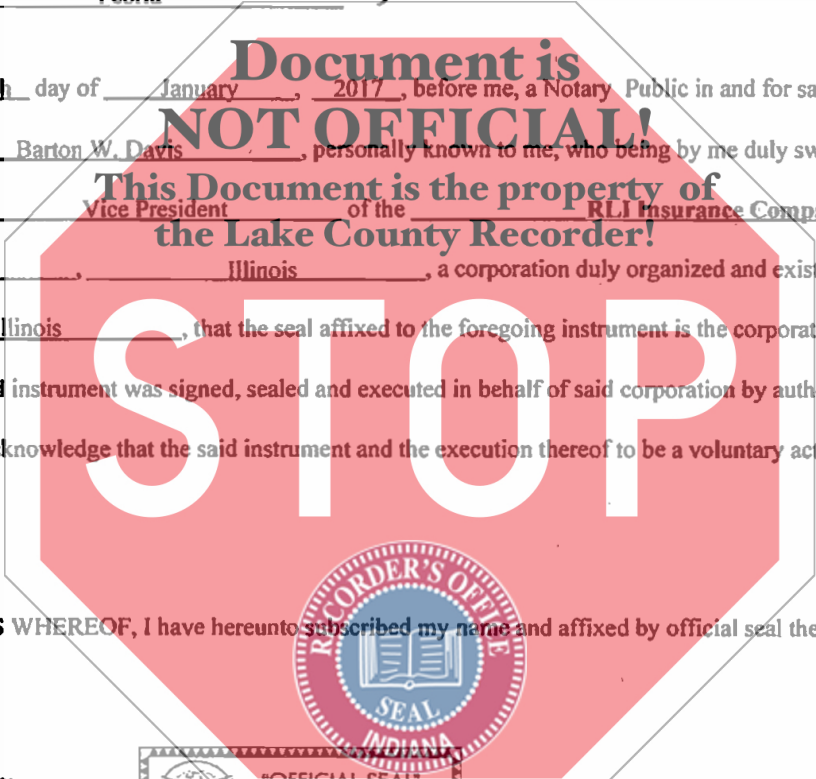 Peoria
Document is
day of January , 2017 , before me, a Notary Public in and for sa
NOT OFFICIAL!
Barton W. Davis , personally known to me, who being by me duly sw
This Document is the property of
Vice President of the RLI Insurance Comp
the Lake County Recorder!
, Illinois , a corporation duly organized and exist
llinois , that the seal affixed to the foregoing instrument is the corporat
instrument was signed, sealed and executed in behalf of said corporation by auth
knowledge that the said instrument and the execution thereof to be a voluntary act
STOP
RECORDER'S OFFICE
S WHEREOF, I have hereunto subscribed my name and affixed by official seal the
SEAL
INDIANA
"OFFICIAL SEAL"